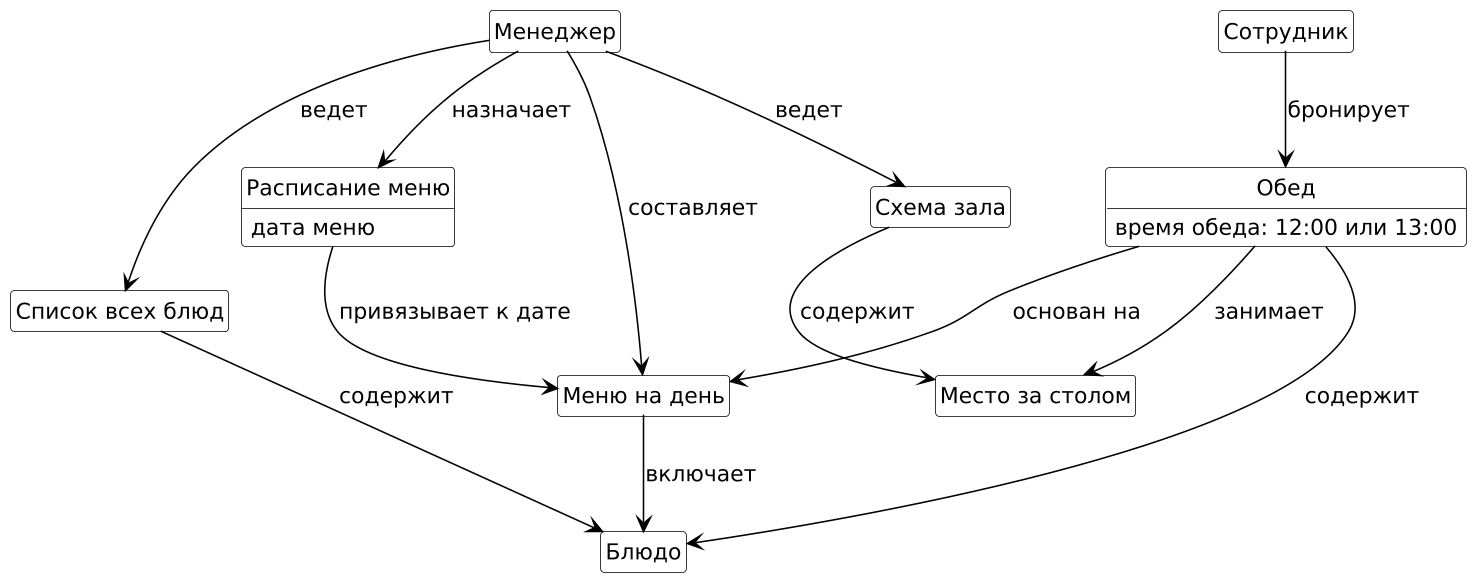 Менеджер
Сотрудник
ведет
назначает
ведет
бронирует
Расписание меню
дата меню
составляет
Схема зала
Обед
время обеда: 12:00 или 13:00
Список всех блюд
привязывает к дате
содержит
основан на
занимает
содержит
Меню на день
Место за столом
содержит
включает
Блюдо